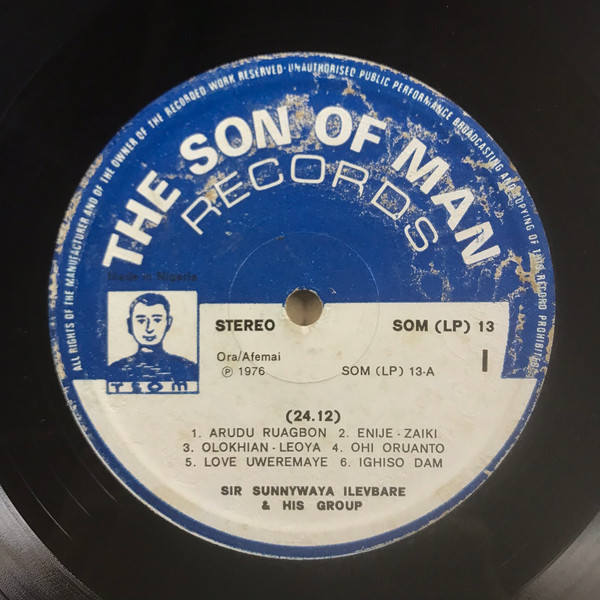 ALL RIGHTS OF THE MANUFACTURER AND OF THE OWNER OF THE RECORDED WORK RESERVED · UNAUTHORISED PUBLIC PERFORMANCE BROADCASTING AND COPYING OF THIS RECORD PROHIBITED
THE SON OF MAN
RECORDS
Made in Nigeria
TSOM
STEREO SOM (LP) 13
Ora/Afemai I
℗ 1976 SOM (LP) 13-A
(24.12)
1. ARUDU RUAGBON 2. ENIJE - ZAIKI
3. OLOKHIAN - LEOYA 4. OHI ORUANTO
5. LOVE UWEREMAYE 6. IGHISO DAM
SIR SUNNYWAYA ILEVBARE
& HIS GROUP